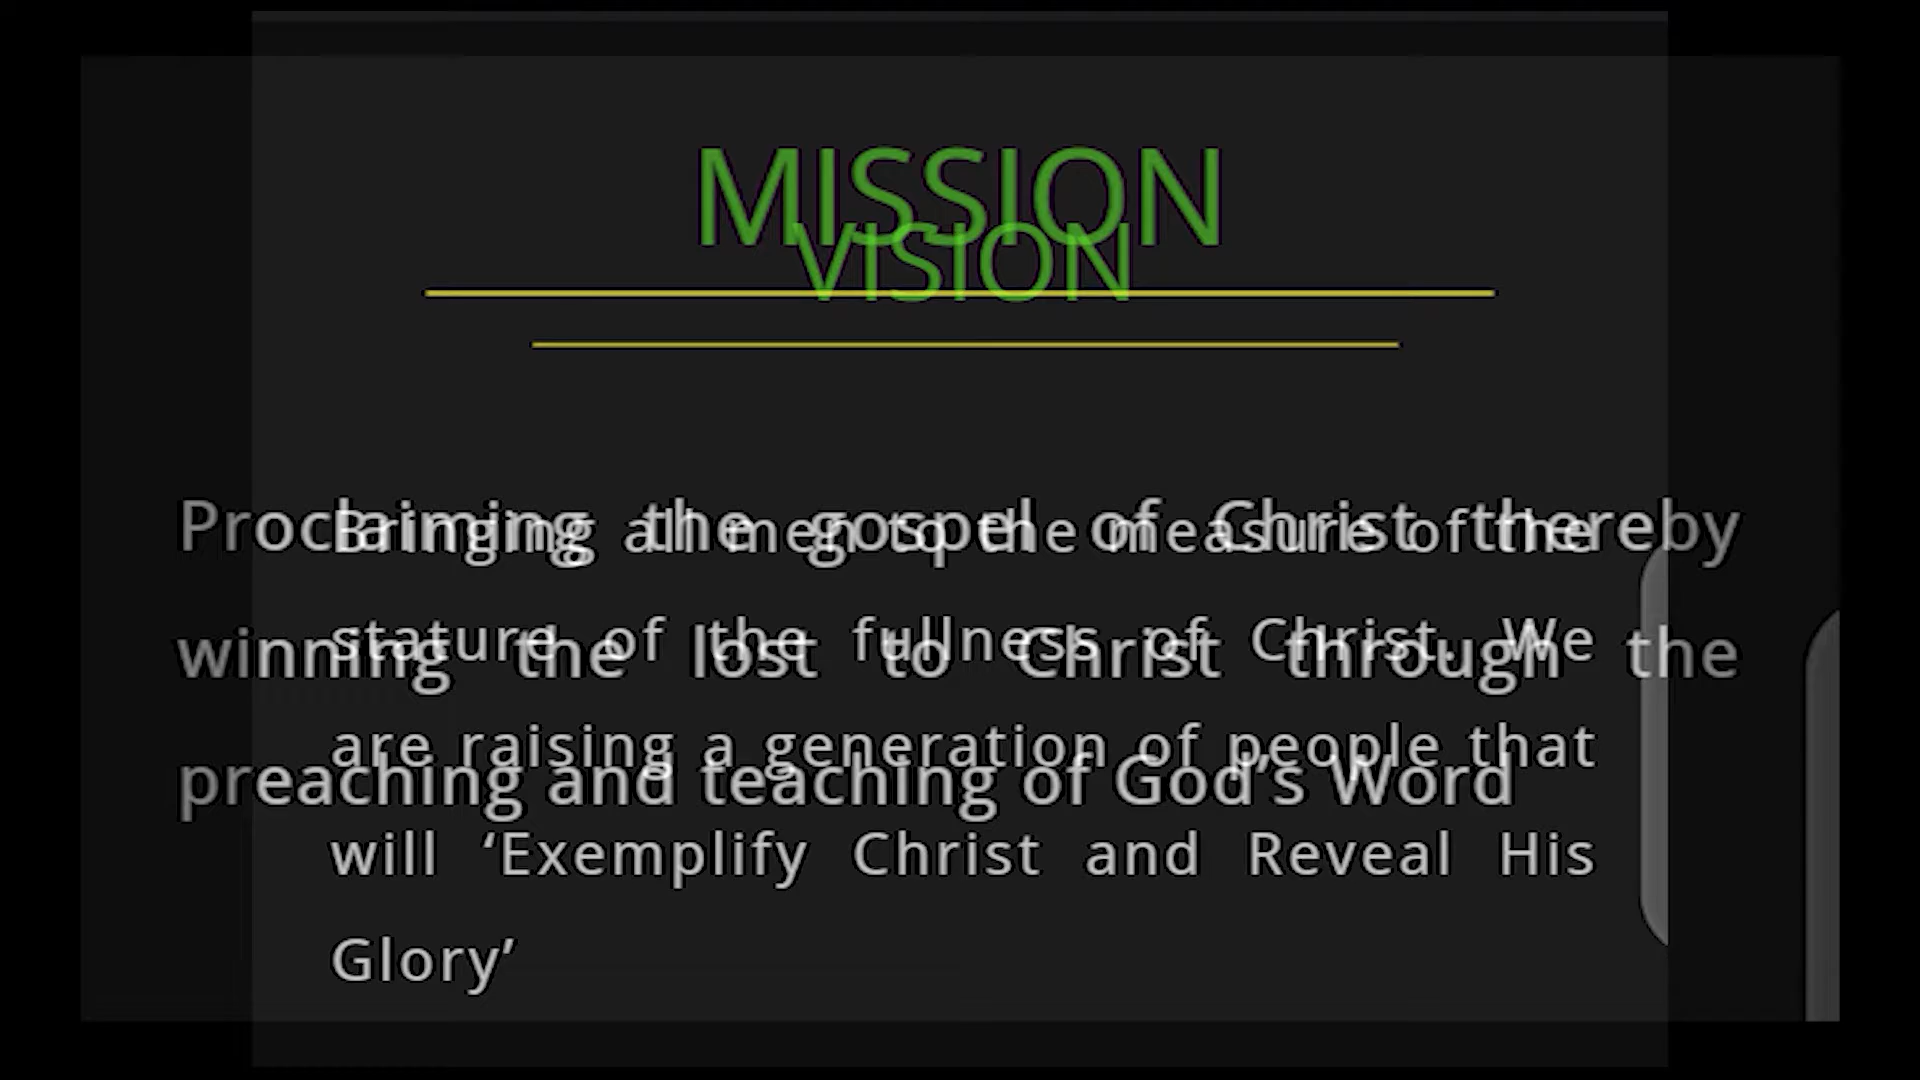 MISSION
VISION
Proclaiming the gospel of Christ thereby
winning the lost to Christ through the
preaching and teaching of God’s Word
Bringing all men to the measure of the
stature of the fullness of Christ. We
are raising a generation of people that
will ‘Exemplify Christ and Reveal His
Glory’